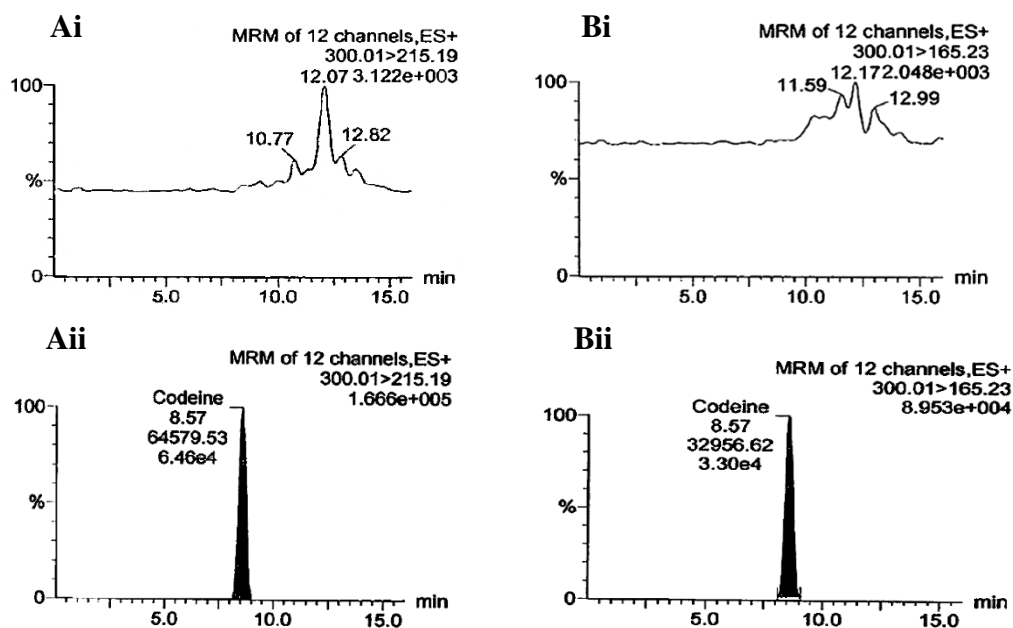 Ai
MRM of 12 channels,ES+
300.01>215.19
12.07 3.122e+003
100
10.77
12.82
%
0
5.0 10.0 15.0 min
Bi
MRM of 12 channels,ES+
300.01>165.23
12.172.048e+003
100
11.59
12.99
%
0
5.0 10.0 15.0 min
Aii
MRM of 12 channels,ES+
300.01>215.19
1.666e+005
Codeine
8.57
64579.53
6.46e4
100
%
0
5.0 10.0 15.0 min
Bii
MRM of 12 channels,ES+
300.01>165.23
8.953e+004
Codeine
8.57
32956.62
3.30e4
100
%
0
5.0 10.0 15.0 min